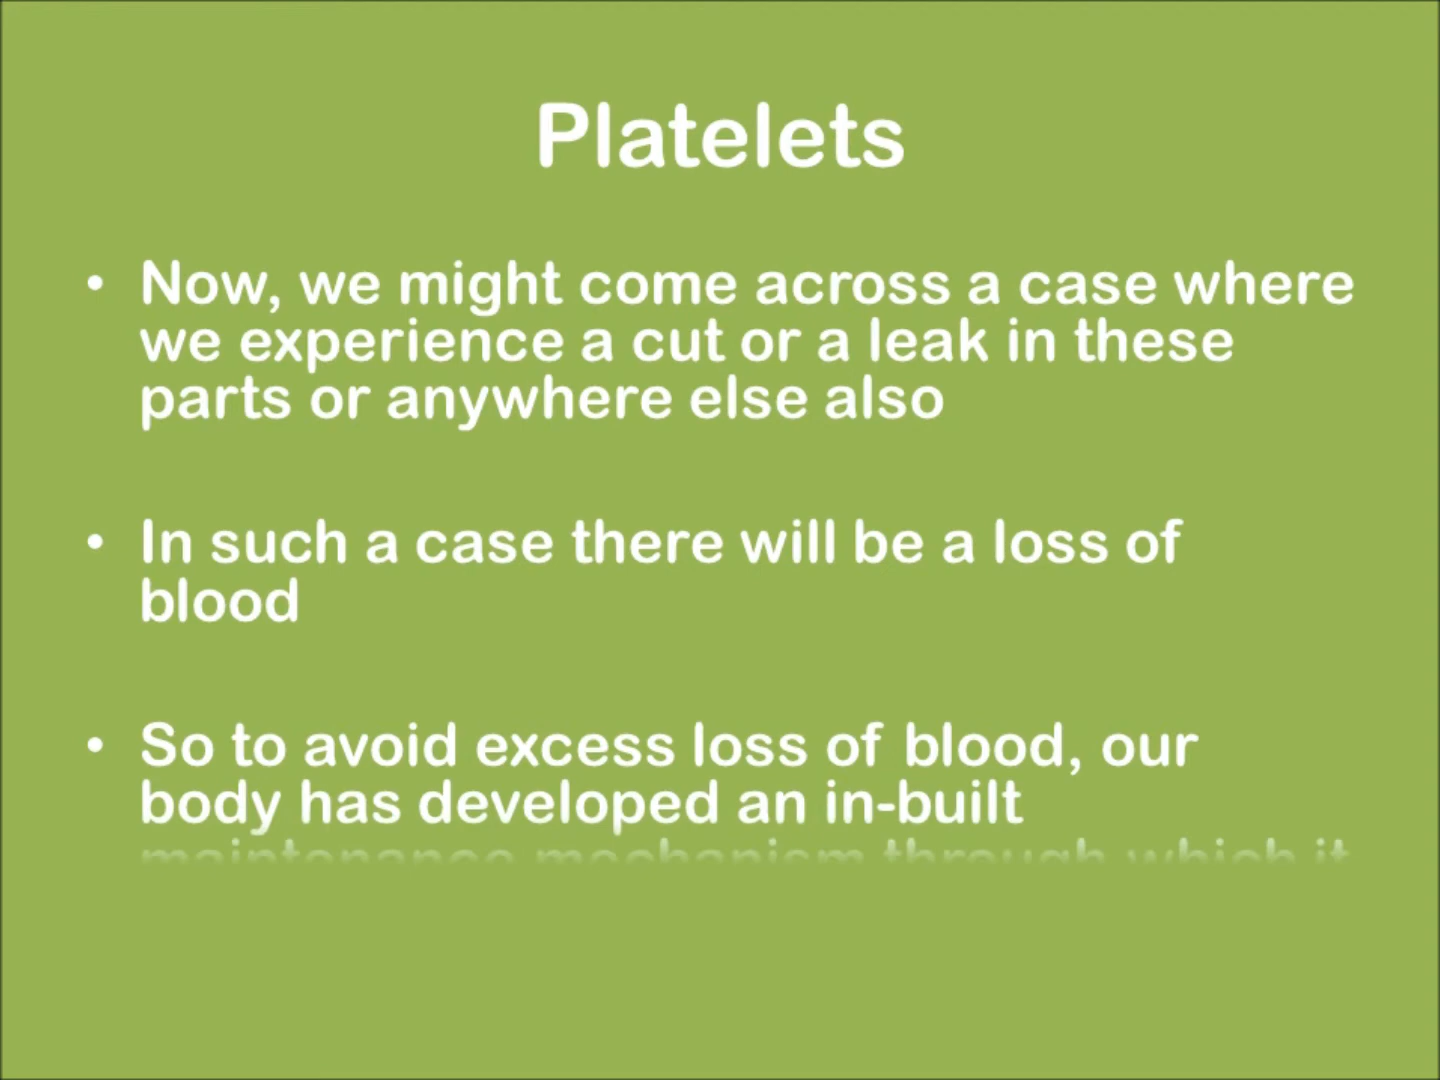 Platelets
• Now, we might come across a case where
we experience a cut or a leak in these
parts or anywhere else also
• In such a case there will be a loss of
blood
• So to avoid excess loss of blood, our
body has developed an in-built
maintenance mechanism through which it